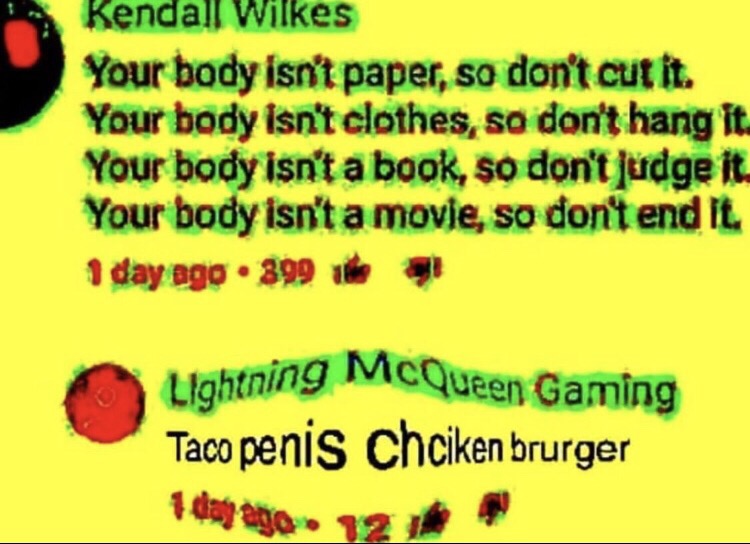 Kendall Wilkes
Your body isn't paper, so don't cut it.
Your body isn't clothes, so don't hang it.
Your body isn't a book, so don't judge it.
Your body isn't a movie, so don't end it.
1 day ago • 399
Lightning McQueen Gaming
Taco penis chciken brurger
1 day ago • 12